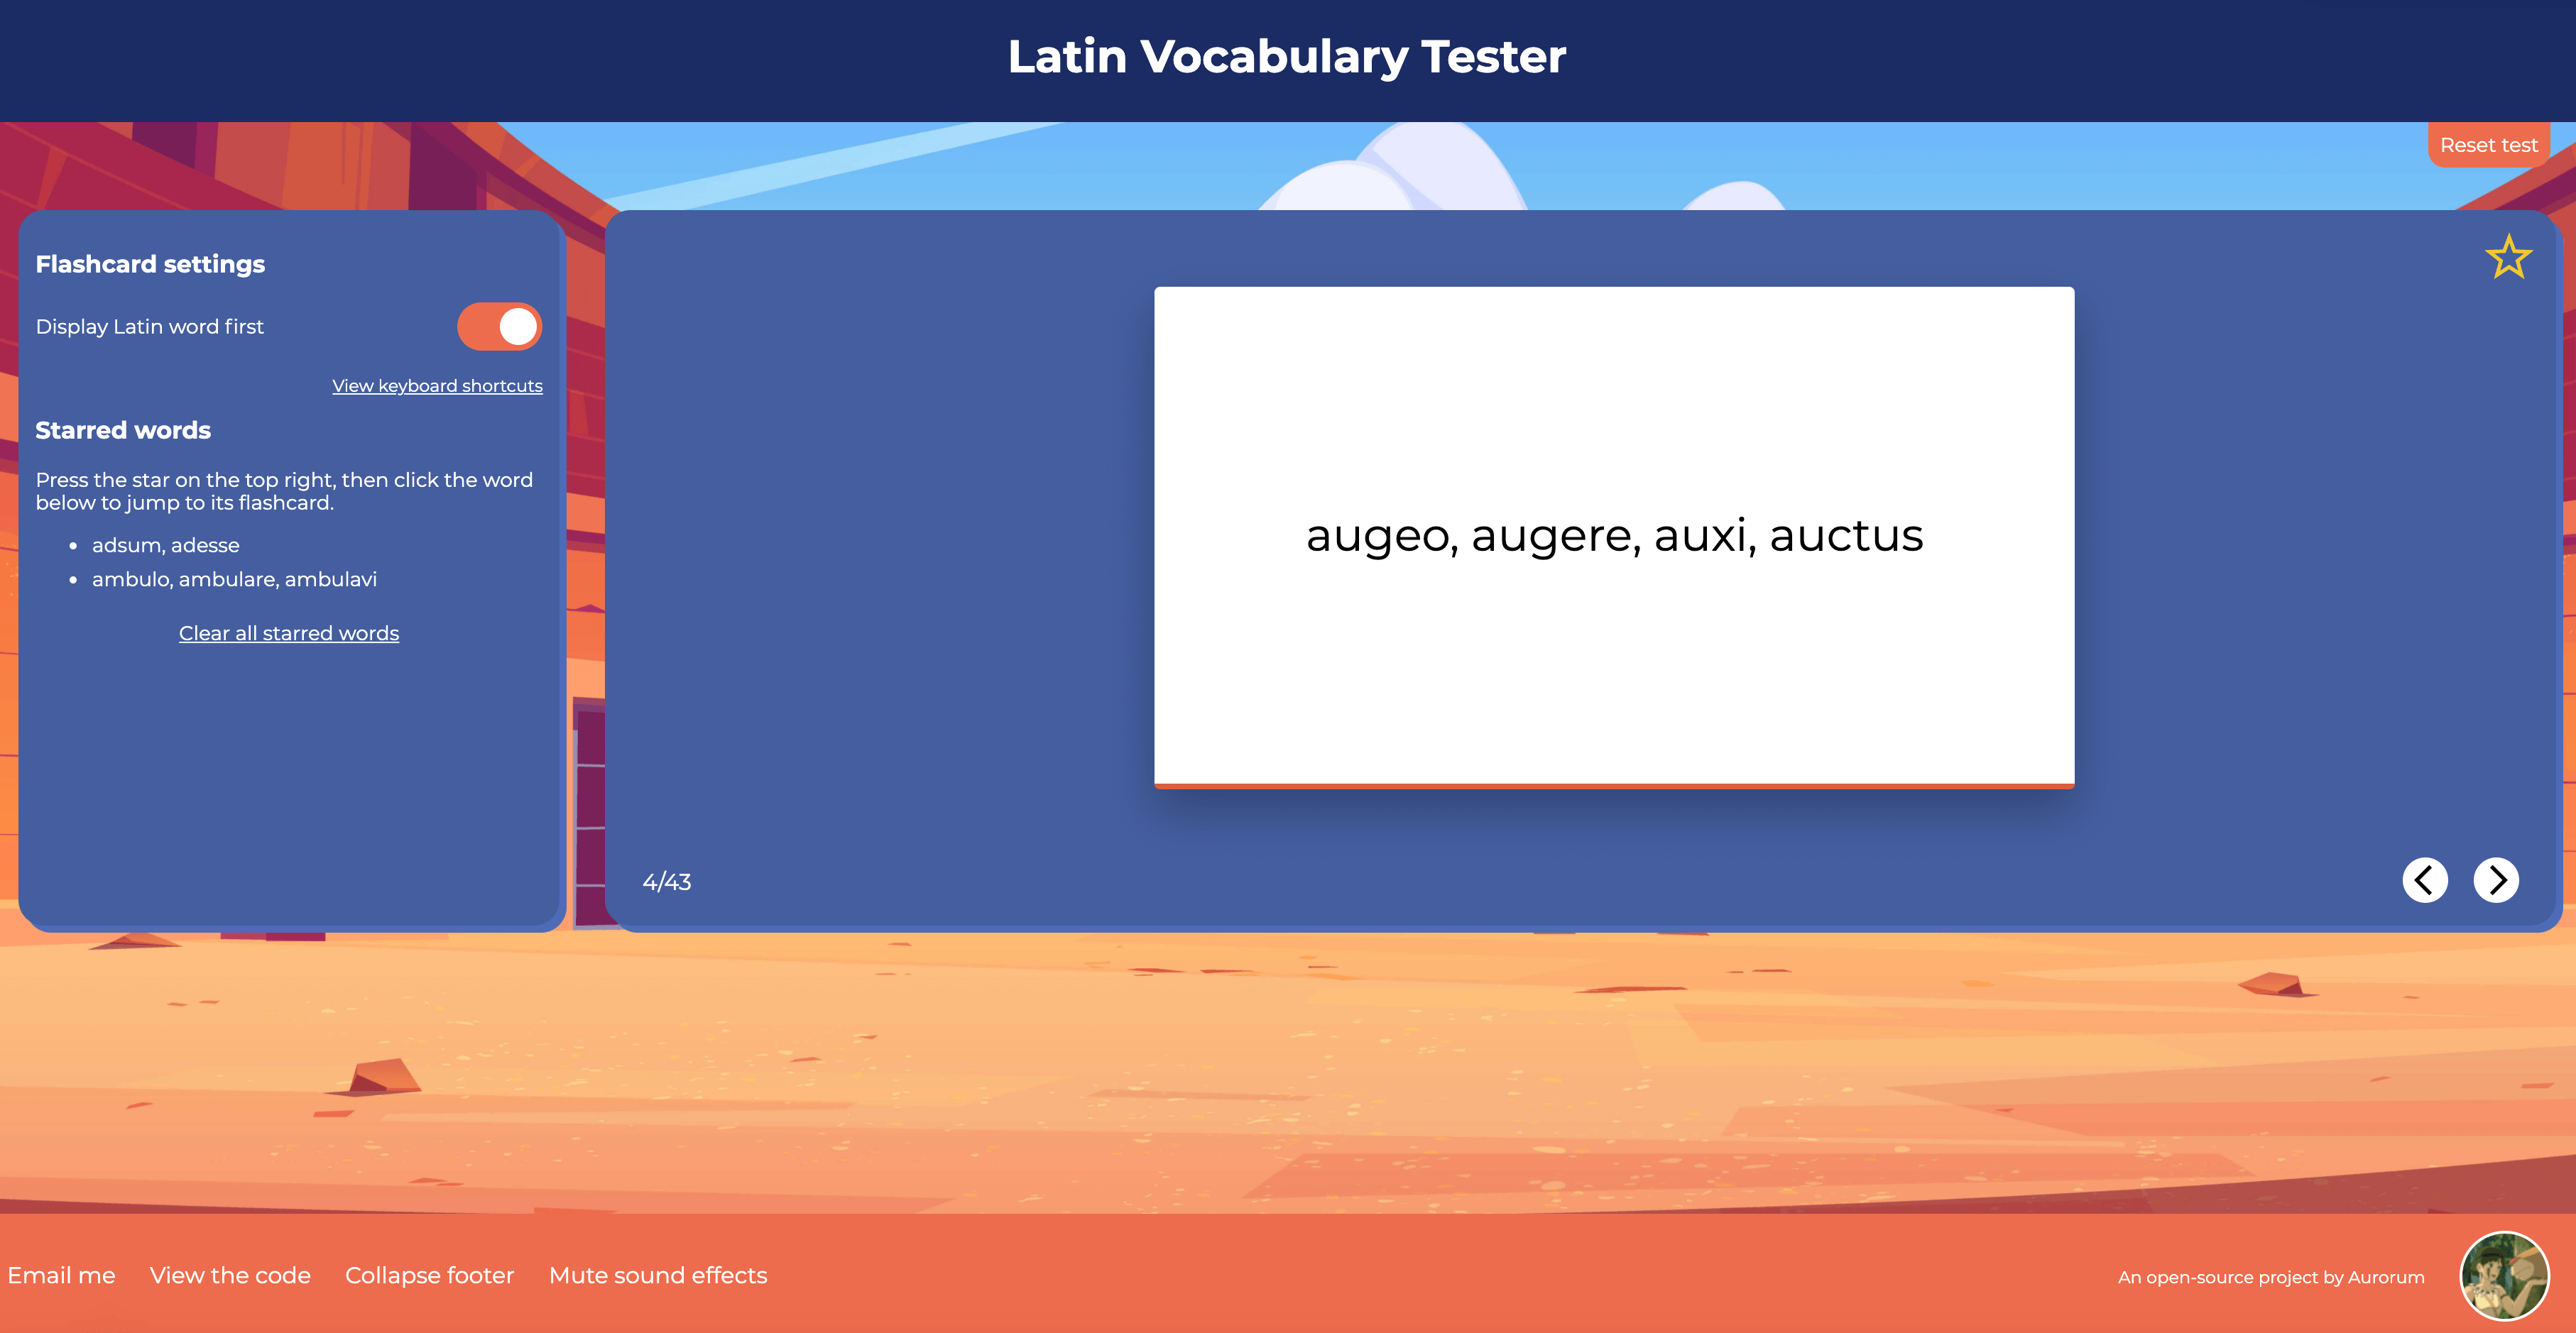 Latin Vocabulary Tester
Reset test
Flashcard settings
Display Latin word first
View keyboard shortcuts
Starred words
Press the star on the top right, then click the word
below to jump to its flashcard.
adsum, adesse
ambulo, ambulare, ambulavi
Clear all starred words
augeo, augere, auxi, auctus
4/43
Email me
View the code
Collapse footer
Mute sound effects
An open-source project by Aurorum